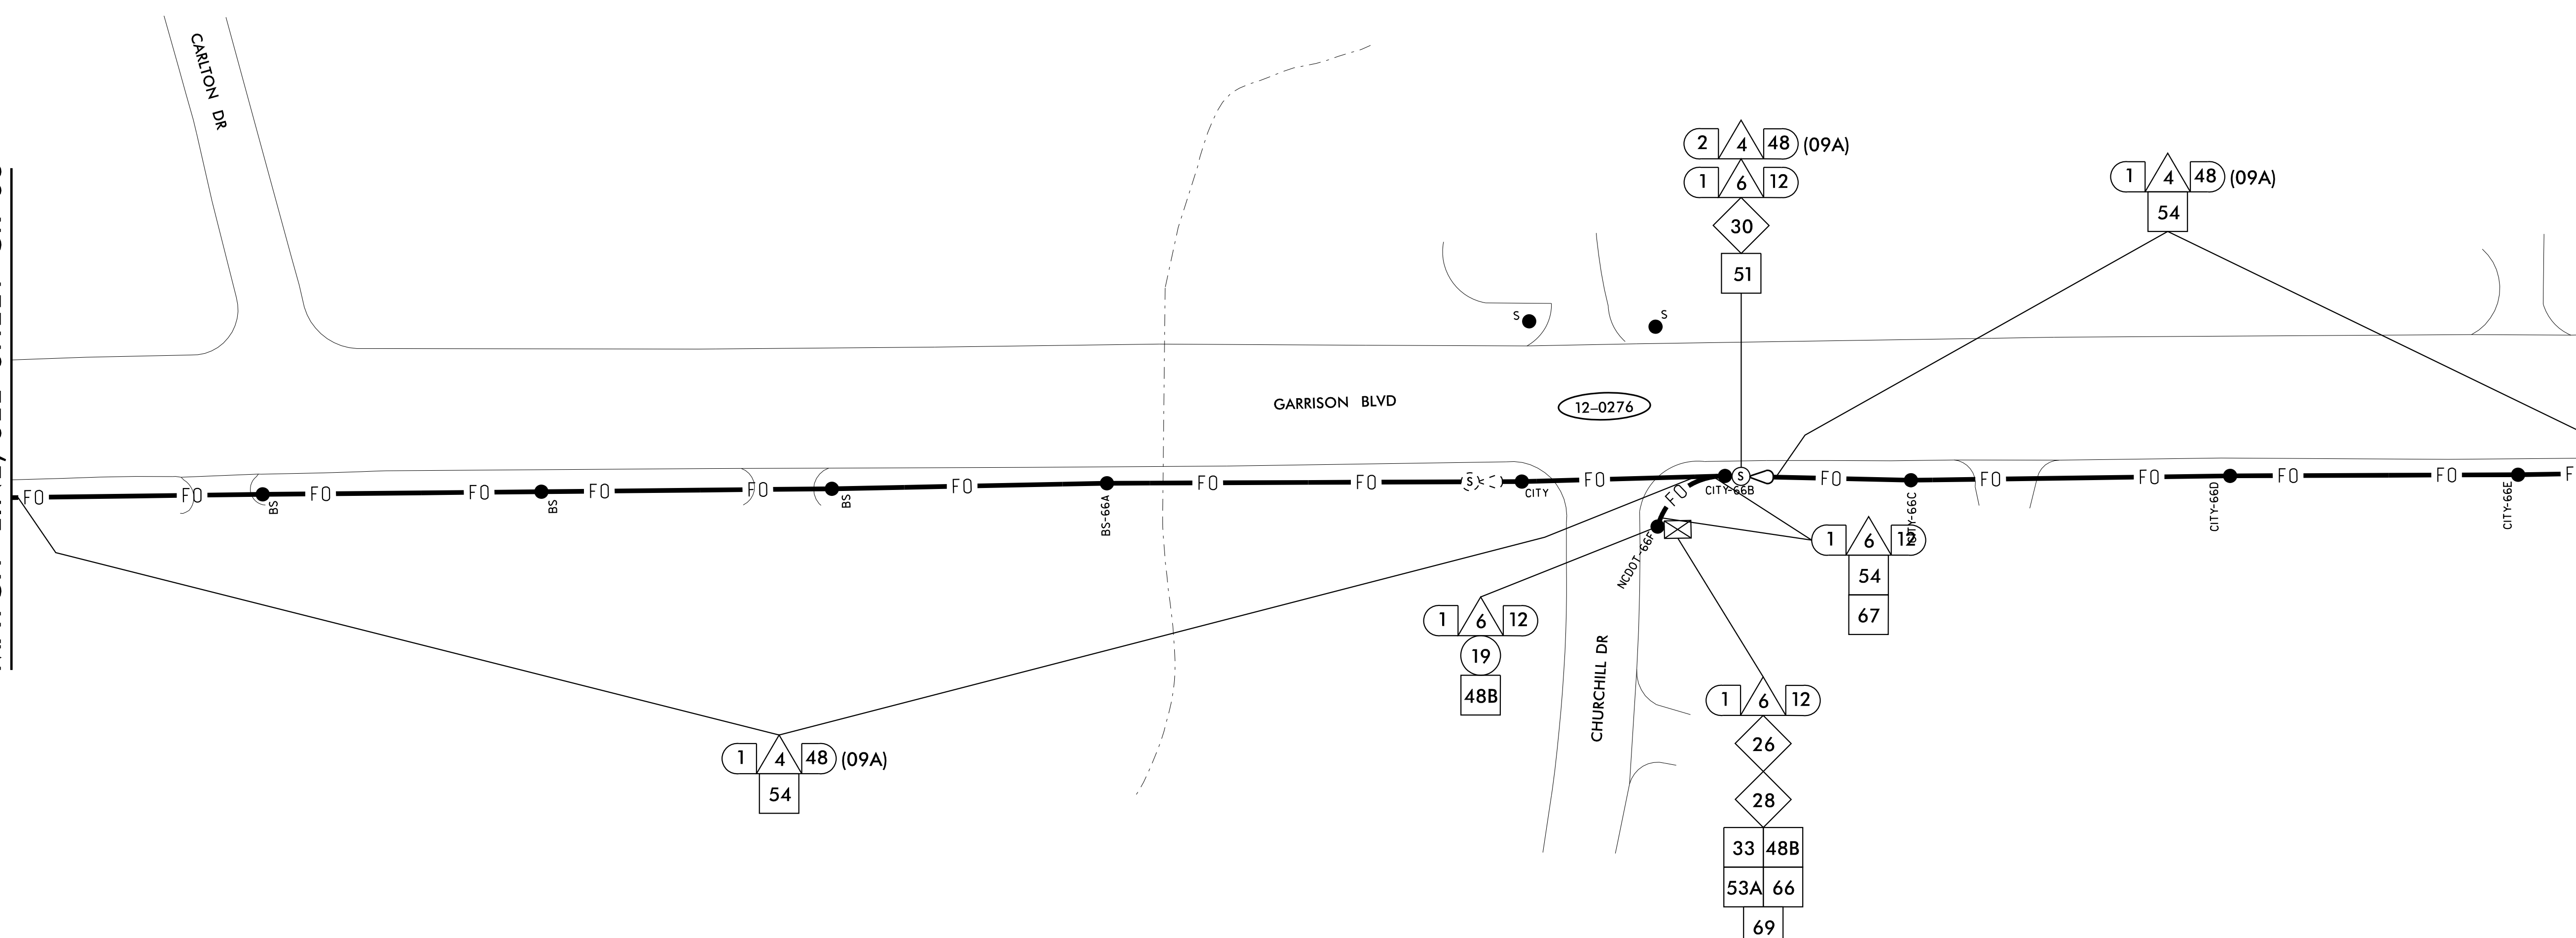 CARLTON DR
2 4 48 (09A)
1 6 12
30
51
1 4 48 (09A)
54
S
S
GARRISON BLVD
12-0276
FO FO FO FO FO FO FO FO FO S FO S FO FO FO FO FO F
BS
BS
BS
BS-66A
CITY
CITY-66B
CITY-66C
CITY-66D
CITY-66E
FO
NCDOT-66F
1 6 12
54
67
1 6 12
19
48B
CHURCHILL DR
1 6 12
26
28
33 48B
53A 66
69
1 4 48 (09A)
54